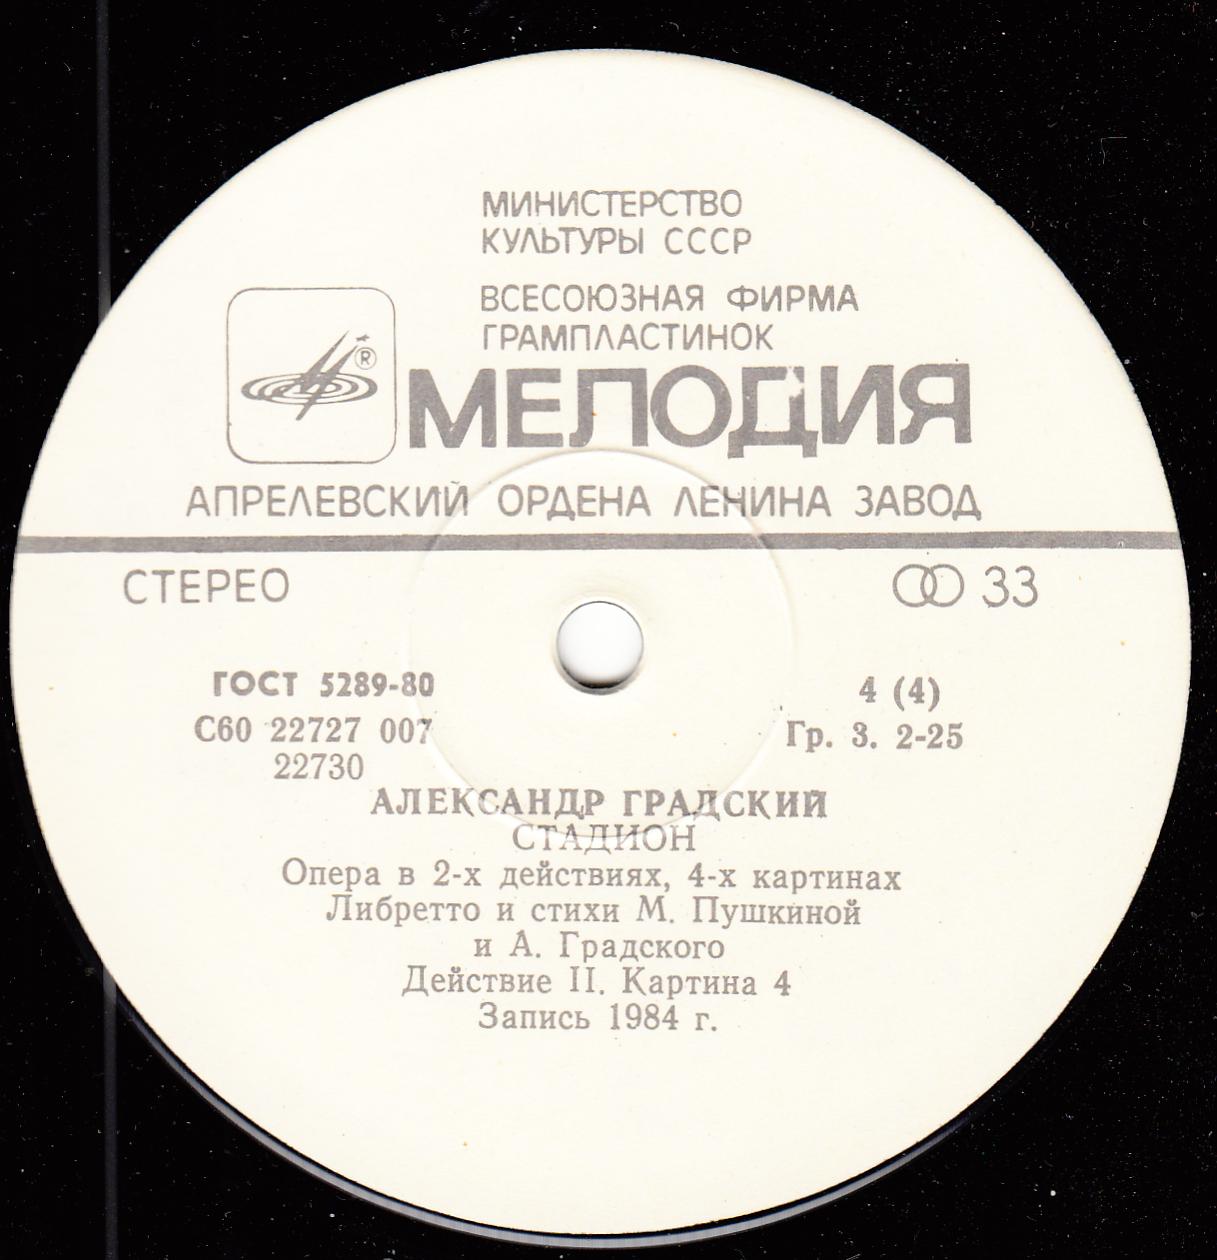 МИНИСТЕРСТВО
КУЛЬТУРЫ СССР
ВСЕСОЮЗНАЯ ФИРМА
ГРАМПЛАСТИНОК
®
МЕЛОДИЯ
АПРЕЛЕВСКИЙ ОРДЕНА ЛЕНИНА ЗАВОД
СТЕРЕО
33
ГОСТ 5289-80
4 (4)
С60 22727 007
Гр. 3. 2-25
22730
АЛЕКСАНДР ГРАДСКИЙ
СТАДИОН
Опера в 2-х действиях, 4-х картинах
Либретто и стихи М. Пушкиной
и А. Градского
Действие II. Картина 4
Запись 1984 г.